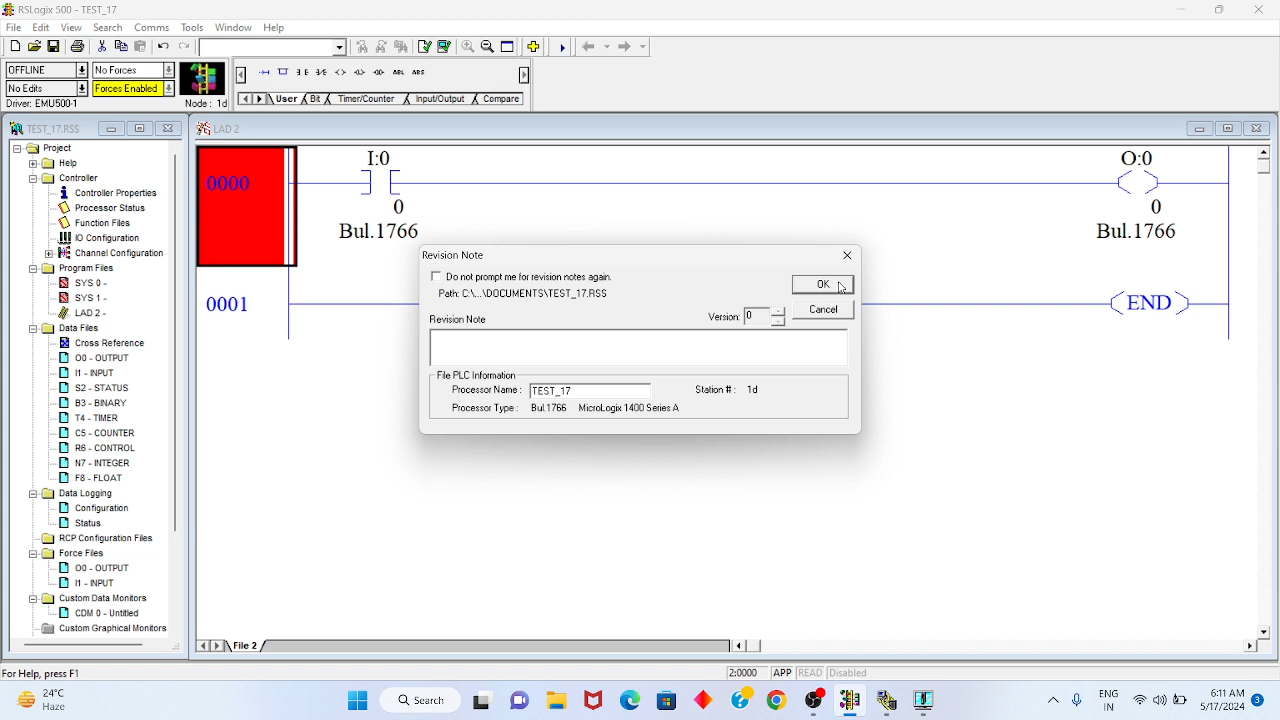 RSLogix 500 - TEST_17
File Edit View Search Comms Tools Window Help
OFFLINE No Forces
No Edits Forces Enabled
Driver: EMU500-1 Node: 1d
ABL ABS
User Bit Timer/Counter Input/Output Compare
TEST_17.RSS
Project
Help
Controller
Controller Properties
Processor Status
Function Files
IO Configuration
Channel Configuration
Program Files
SYS 0 -
SYS 1 -
LAD 2 -
Data Files
Cross Reference
O0 - OUTPUT
I1 - INPUT
S2 - STATUS
B3 - BINARY
T4 - TIMER
C5 - COUNTER
R6 - CONTROL
N7 - INTEGER
F8 - FLOAT
Data Logging
Configuration
Status
RCP Configuration Files
Force Files
O0 - OUTPUT
I1 - INPUT
Custom Data Monitors
CDM 0 - Untitled
Custom Graphical Monitors
LAD 2
I:0 O:0
0000
0 0
Bul.1766 Bul.1766
0001 END
Revision Note
Do not prompt me for revision notes again.
Path: C:\...\DOCUMENTS\TEST_17.RSS
OK
Cancel
Revision Note Version: 0
File PLC Information
Processor Name: TEST_17 Station #: 1d
Processor Type: Bul.1766 MicroLogix 1400 Series A
File 2
For Help, press F1 2:0000 APP READ Disabled
24°C
Haze
Search
ENG
IN
6:11 AM
5/17/2024
3